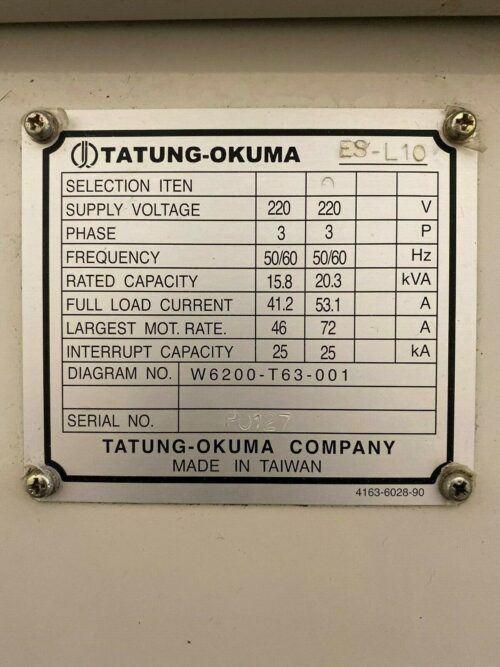 TATUNG-OKUMA ES-L10
SELECTION ITEN
SUPPLY VOLTAGE 220 220 V
PHASE 3 3 P
FREQUENCY 50/60 50/60 Hz
RATED CAPACITY 15.8 20.3 kVA
FULL LOAD CURRENT 41.2 53.1 A
LARGEST MOT. RATE. 46 72 A
INTERRUPT CAPACITY 25 25 kA
DIAGRAM NO. W6200-T63-001
SERIAL NO.
TATUNG-OKUMA COMPANY
MADE IN TAIWAN
4163-6028-90